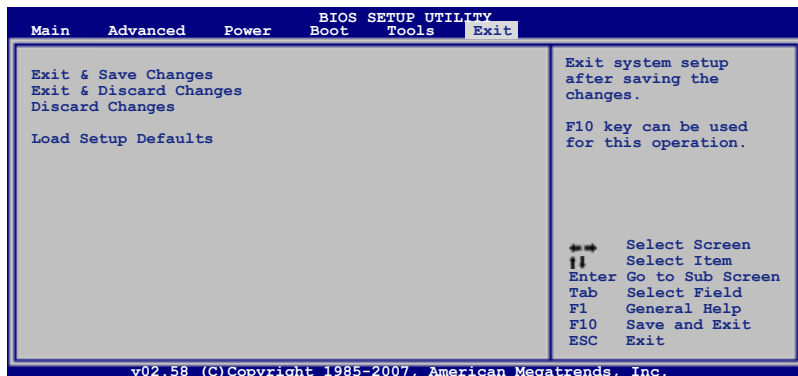 BIOS SETUP UTILITY
Main Advanced Power Boot Tools Exit
Exit & Save Changes
Exit & Discard Changes
Discard Changes
Load Setup Defaults
Exit system setup
after saving the
changes.
F10 key can be used
for this operation.
←→ Select Screen
↑↓ Select Item
Enter Go to Sub Screen
Tab Select Field
F1 General Help
F10 Save and Exit
ESC Exit
v02.58 (C)Copyright 1985-2007, American Megatrends, Inc.